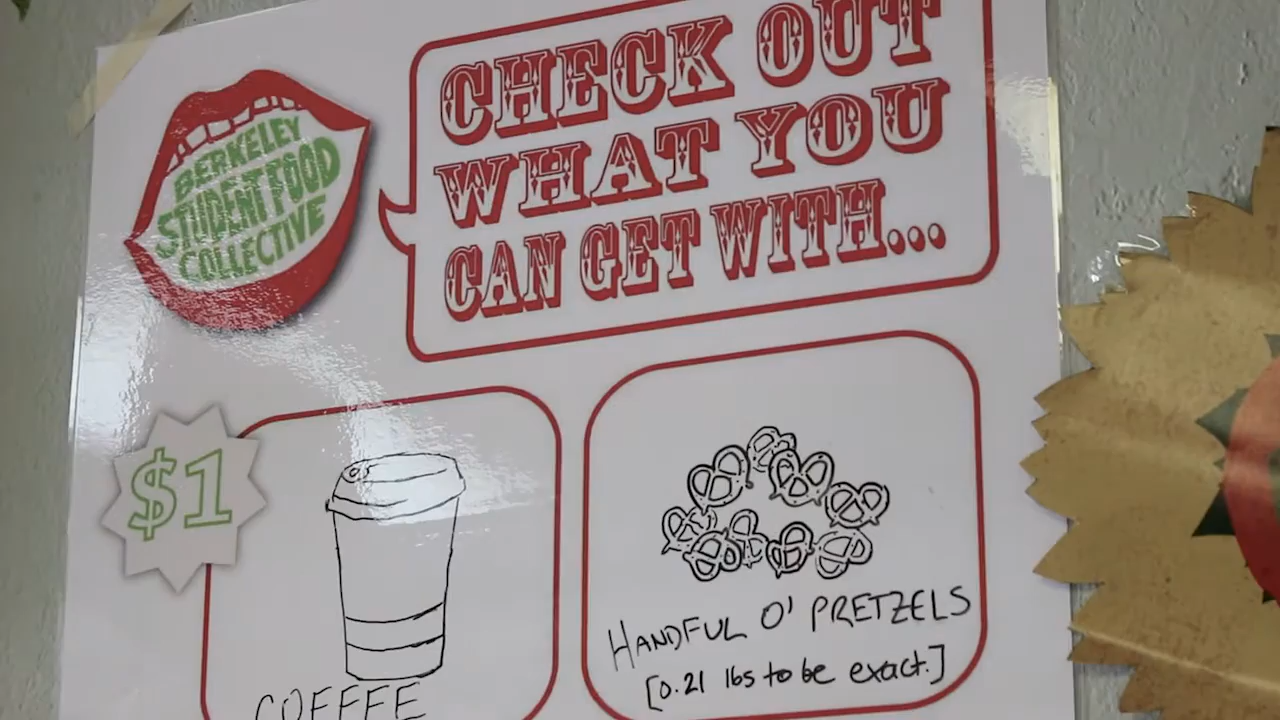 BERKELEY
STUDENT FOOD
COLLECTIVE
CHECK OUT
WHAT YOU
CAN GET WITH...
$1
COFFEE
HANDFUL O' PRETZELS
[0.21 lbs to be exact.]